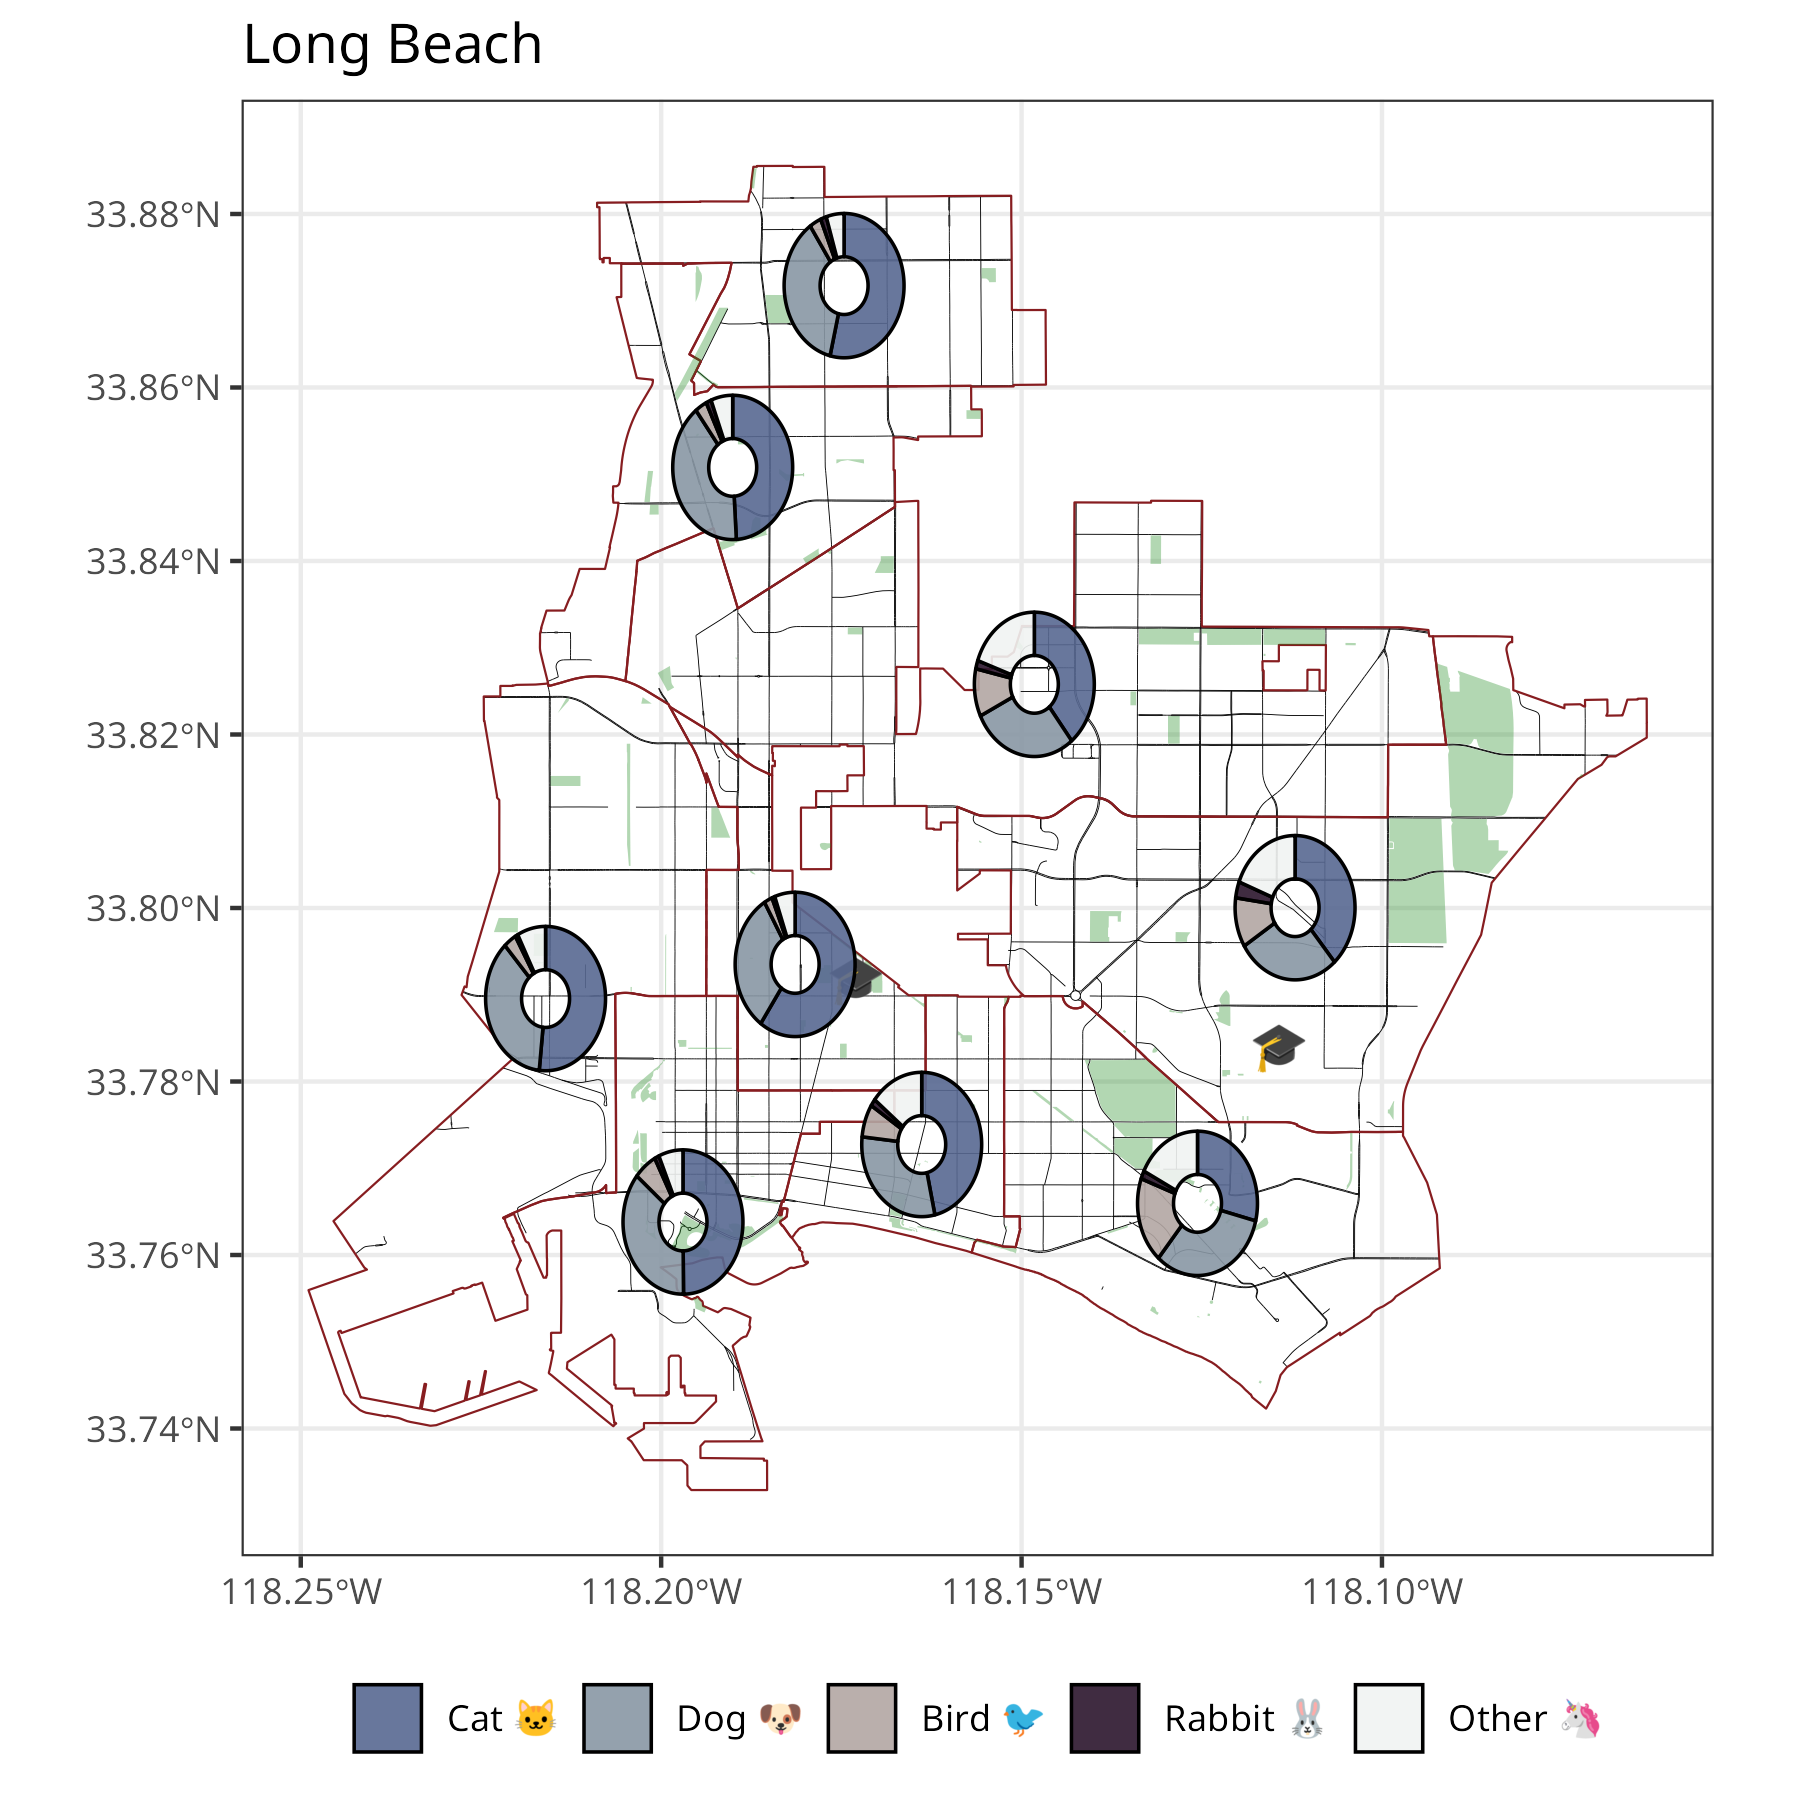 Long Beach
33.88°N
33.86°N
33.84°N
33.82°N
33.80°N
33.78°N
33.76°N
33.74°N
118.25°W 118.20°W 118.15°W 118.10°W
Cat 🐱 Dog 🐶 Bird 🐦 Rabbit 🐰 Other 🦄